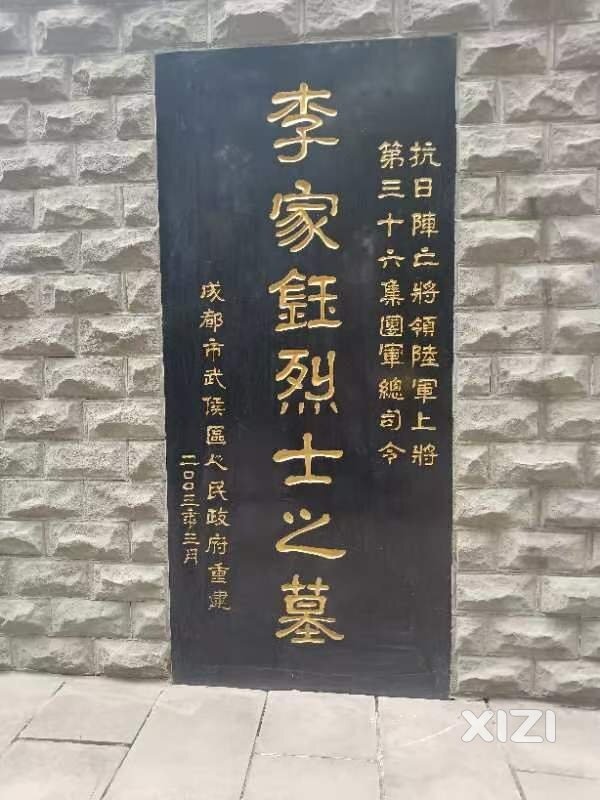 抗日陣亡將領陸軍上將
第三十六集團軍總司令
李家鈺烈士之墓
成都市武侯區人民政府重建
二〇〇三年三月
XIZI